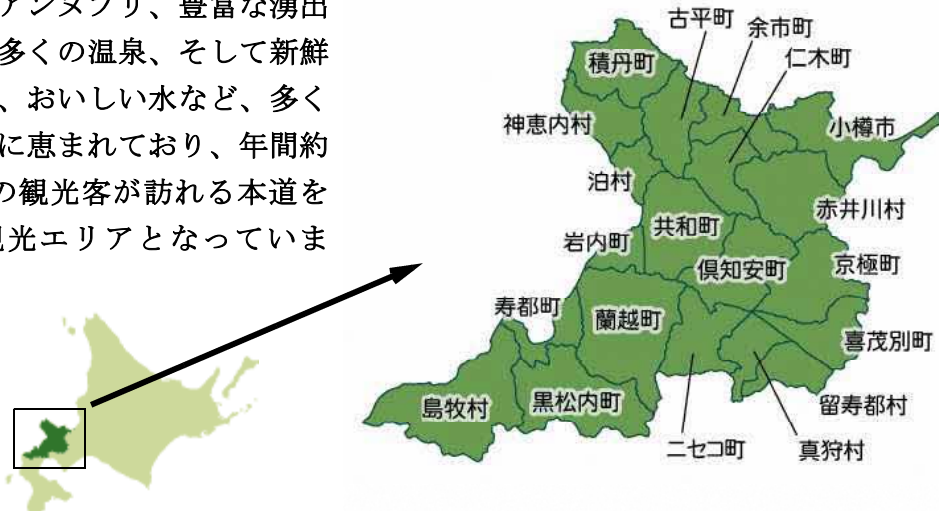 アンヌプリ、豊富な湧出
多くの温泉、そして新鮮
、おいしい水など、多く
に恵まれており、年間約
の観光客が訪れる本道を
光エリアとなっていま
古平町
余市町
仁木町
積丹町
神恵内村
小樽市
泊村
赤井川村
共和町
岩内町
倶知安町
京極町
寿都町
蘭越町
喜茂別町
島牧村
黒松内町
留寿都村
ニセコ町
真狩村